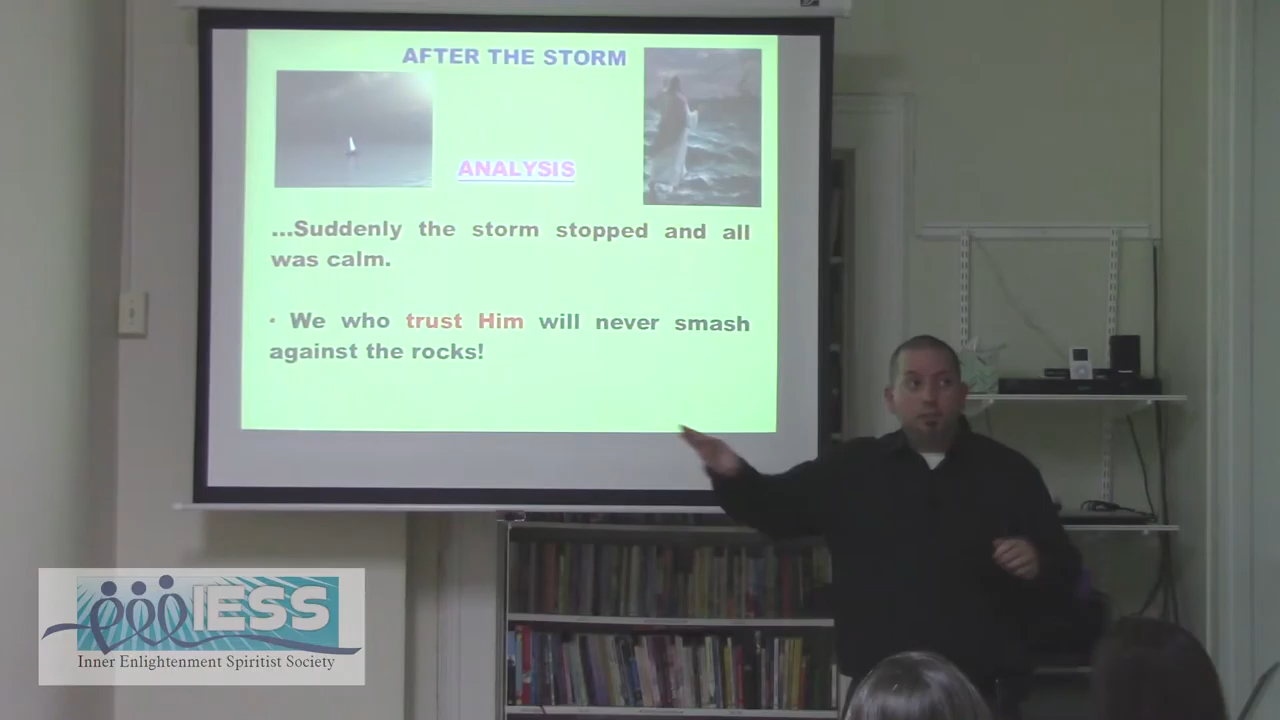 AFTER THE STORM
ANALYSIS
...Suddenly the storm stopped and all
was calm.
· We who trust Him will never smash
against the rocks!
IESS
Inner Enlightenment Spiritist Society